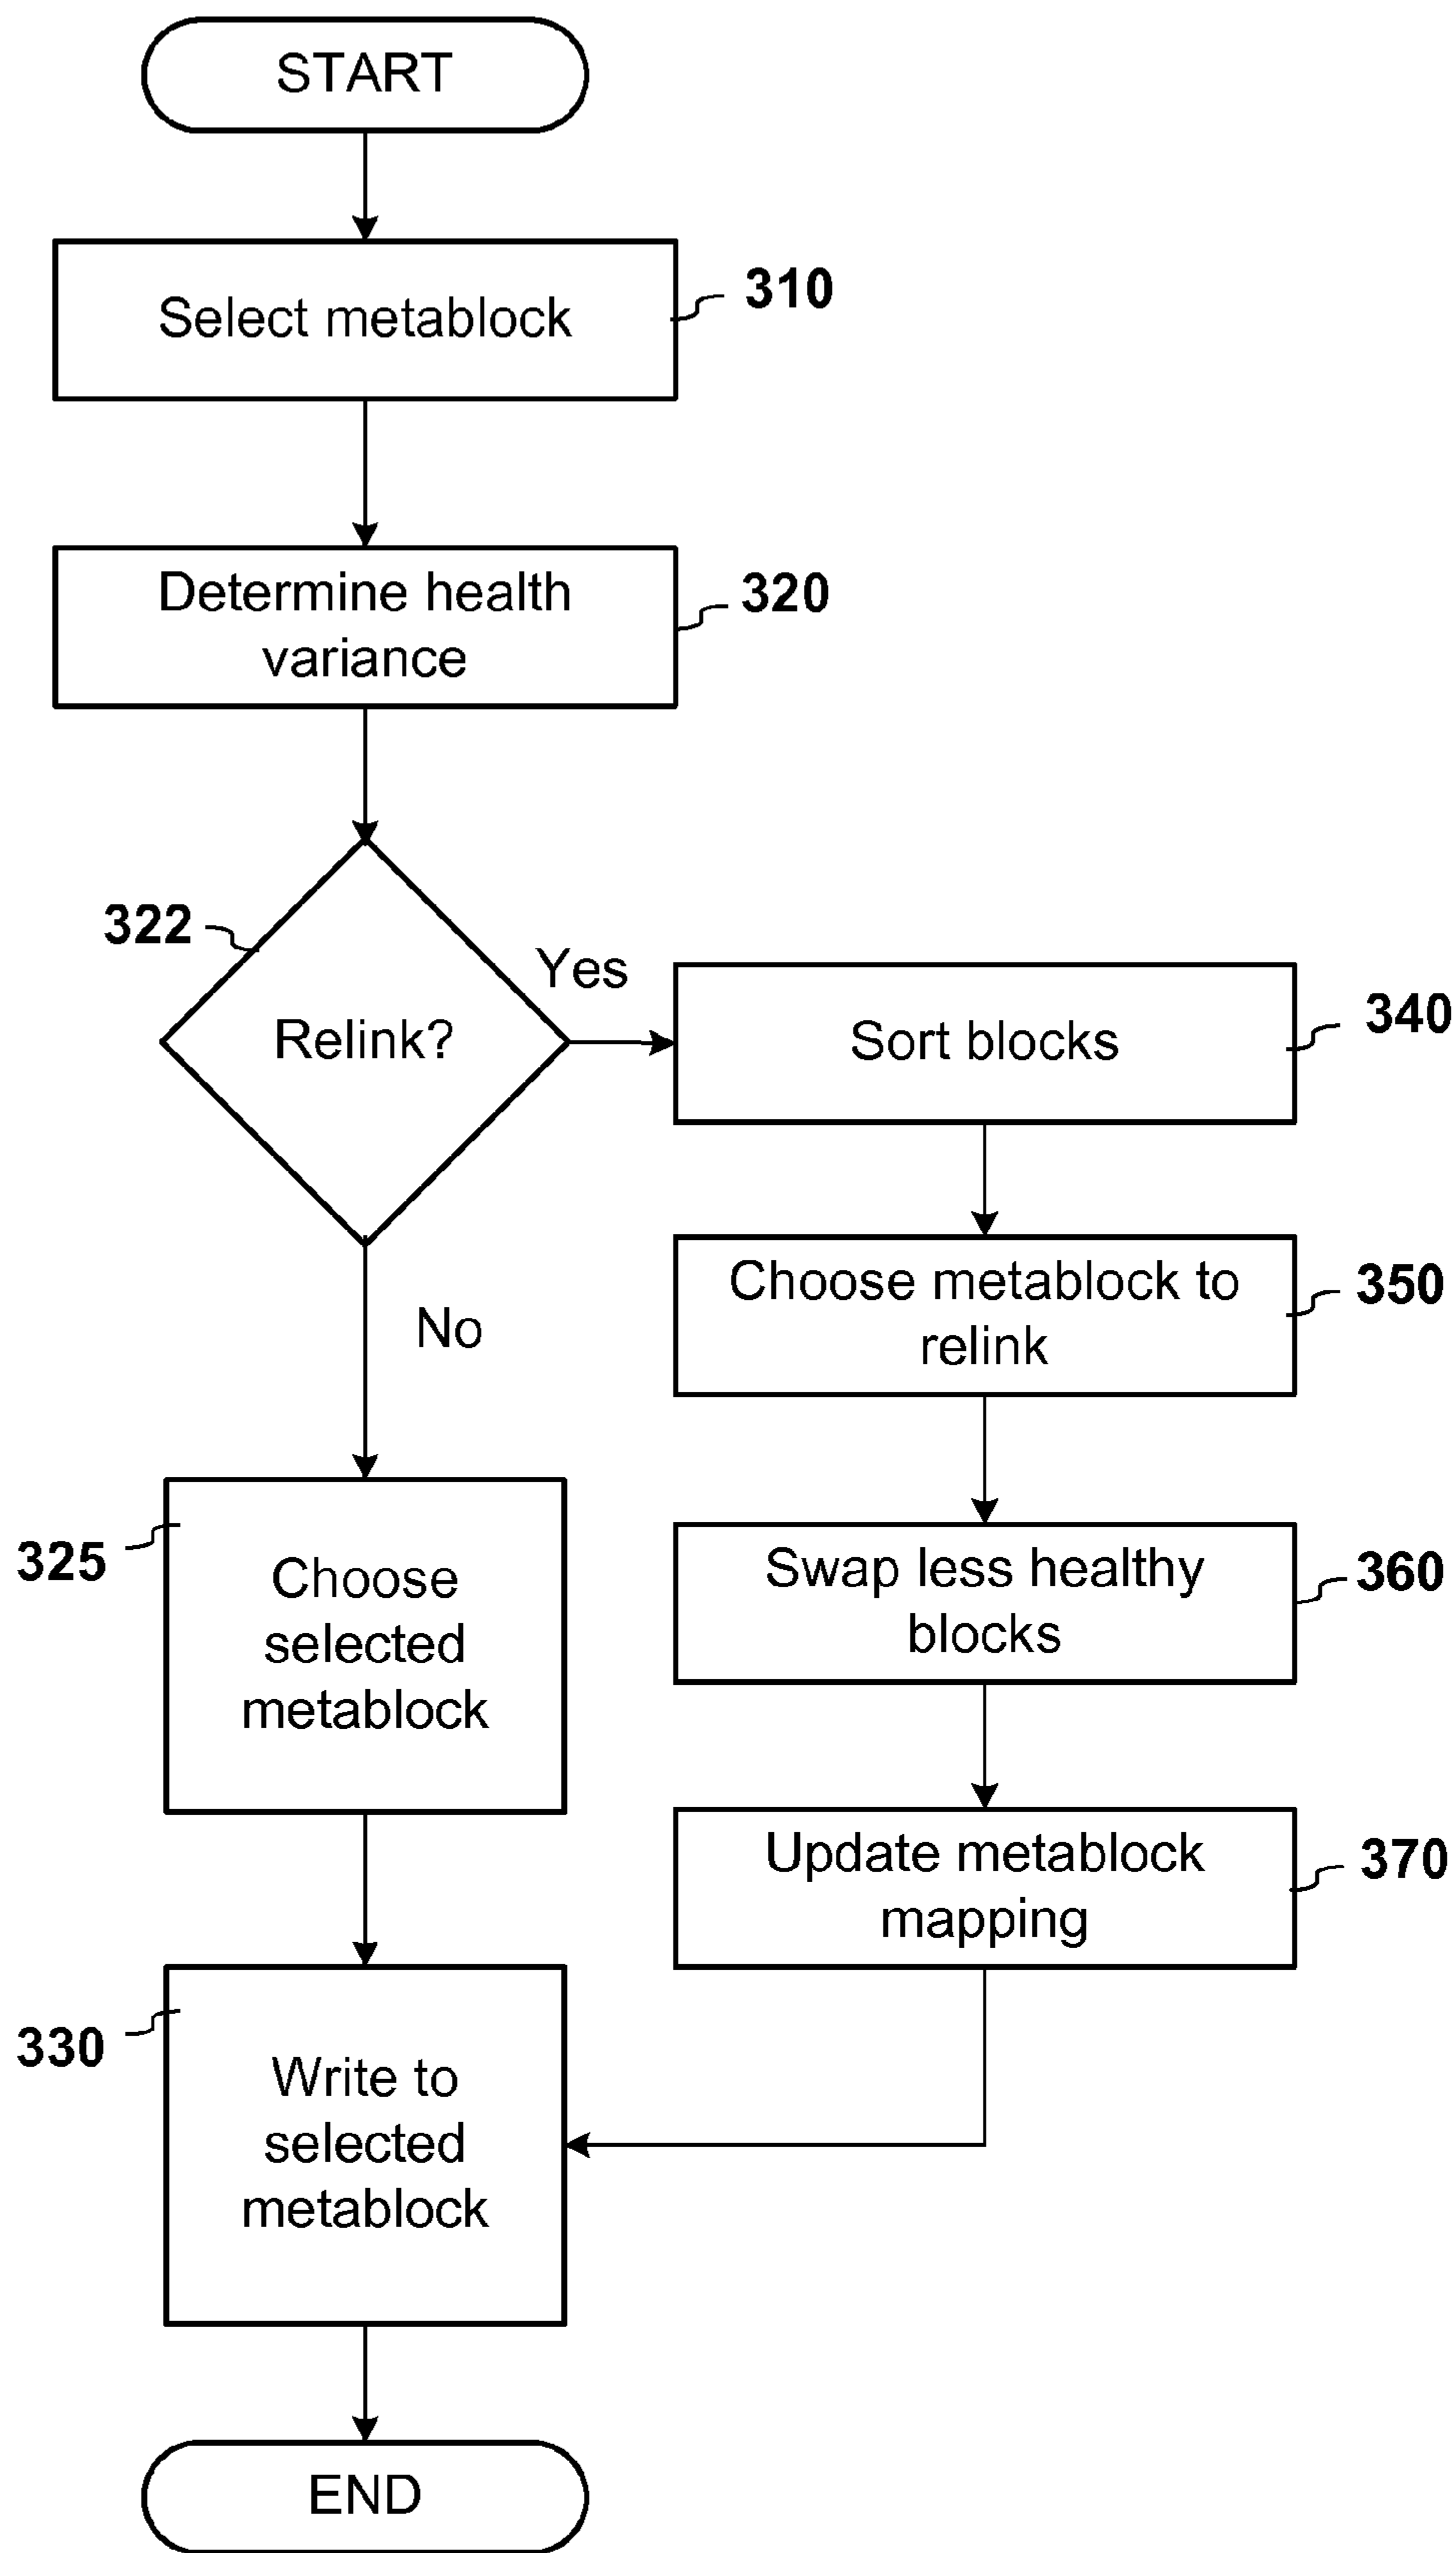 START
Select metablock
310
Determine health
variance
320
322
Relink?
Yes
Sort blocks
340
No
Choose metablock to
relink
350
325
Choose
selected
metablock
Swap less healthy
blocks
360
Update metablock
mapping
370
330
Write to
selected
metablock
END